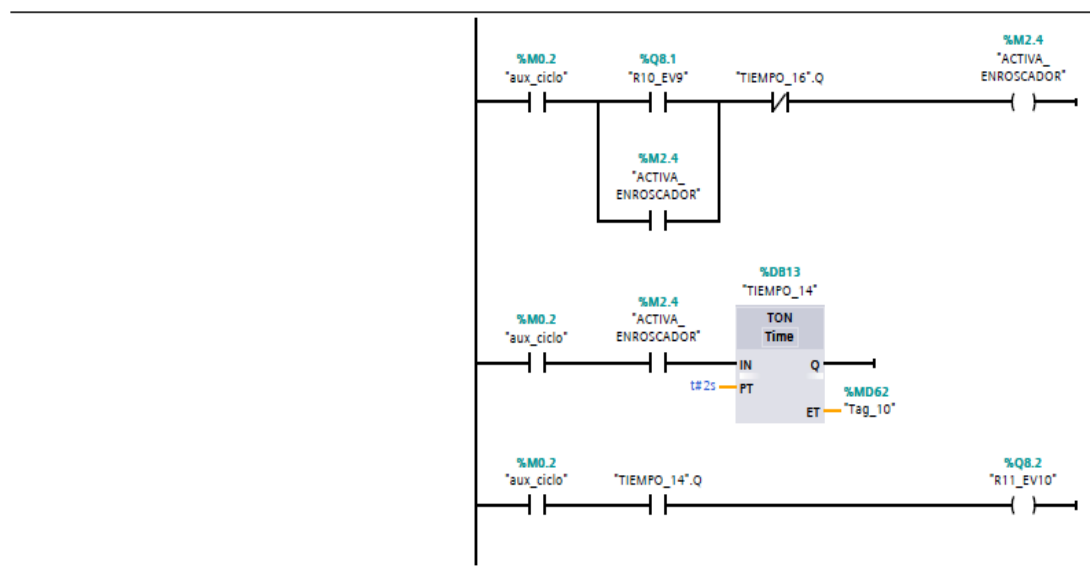 %M0.2
"aux_ciclo"
%Q8.1
"R10_EV9"
"TIEMPO_16".Q
%M2.4
"ACTIVA_
ENROSCADOR"
%M2.4
"ACTIVA_
ENROSCADOR"
%M0.2
"aux_ciclo"
%M2.4
"ACTIVA_
ENROSCADOR"
%DB13
"TIEMPO_14"
TON
Time
IN
Q
t#2s
PT
ET
%MD62
"Tag_10"
%M0.2
"aux_ciclo"
"TIEMPO_14".Q
%Q8.2
"R11_EV10"